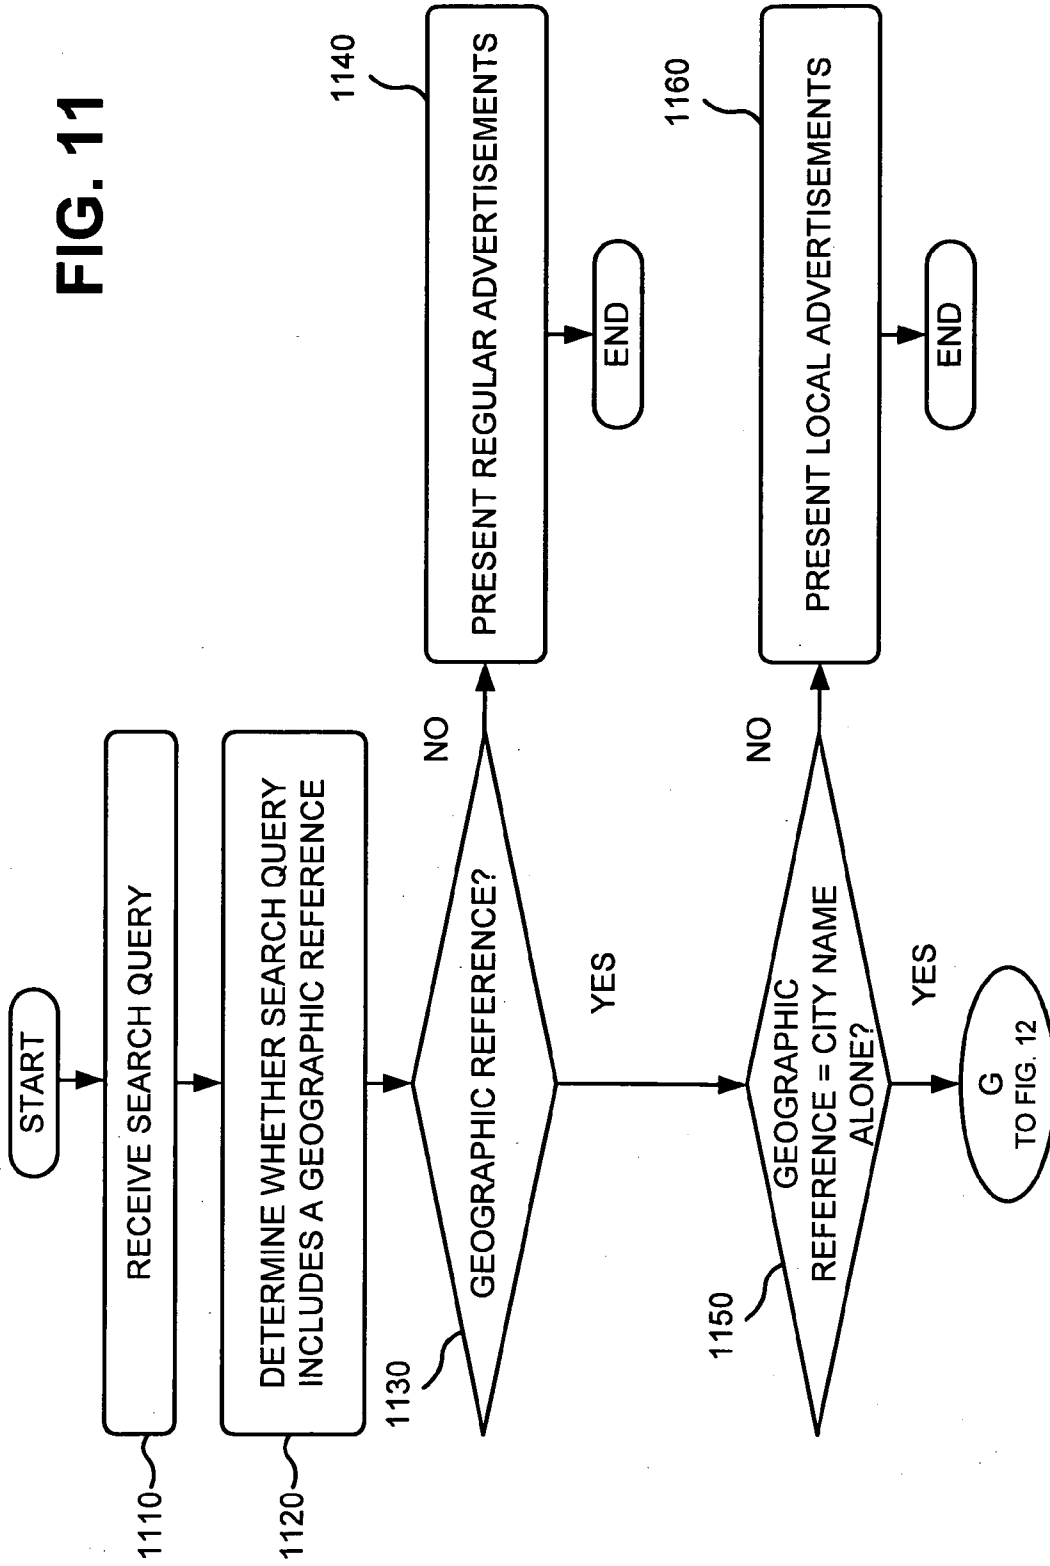 FIG. 11
START
1110
RECEIVE SEARCH QUERY
1120
DETERMINE WHETHER SEARCH QUERY
INCLUDES A GEOGRAPHIC REFERENCE
1130
GEOGRAPHIC REFERENCE?
NO
1140
PRESENT REGULAR ADVERTISEMENTS
END
YES
1150
GEOGRAPHIC
REFERENCE = CITY NAME
ALONE?
NO
1160
PRESENT LOCAL ADVERTISEMENTS
END
YES
G
TO FIG. 12